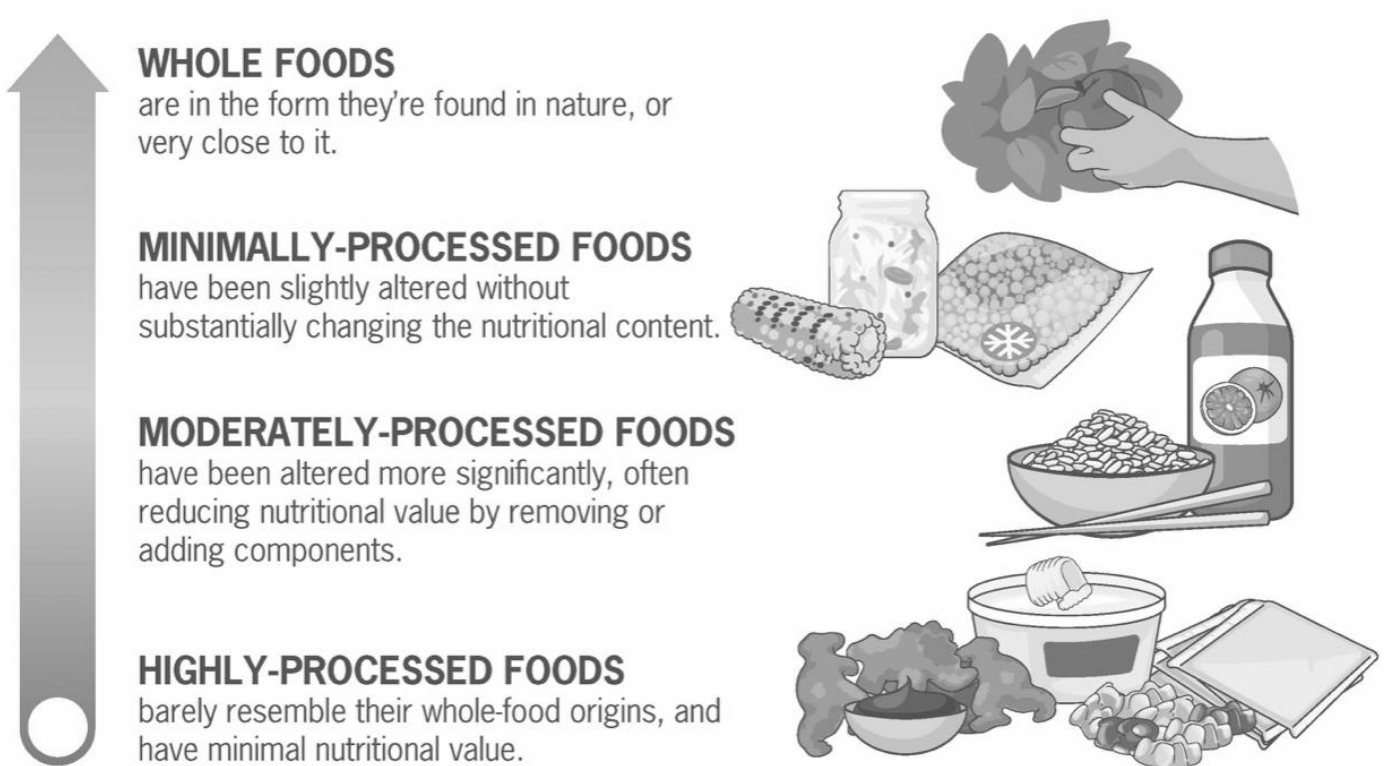 WHOLE FOODS
are in the form they’re found in nature, or
very close to it.
MINIMALLY-PROCESSED FOODS
have been slightly altered without
substantially changing the nutritional content.
MODERATELY-PROCESSED FOODS
have been altered more significantly, often
reducing nutritional value by removing or
adding components.
HIGHLY-PROCESSED FOODS
barely resemble their whole-food origins, and
have minimal nutritional value.